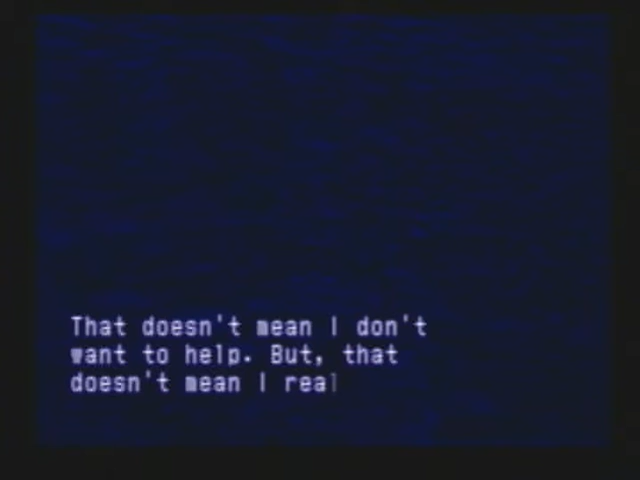 That doesn't mean I don't
want to help. But, that
doesn't mean I real